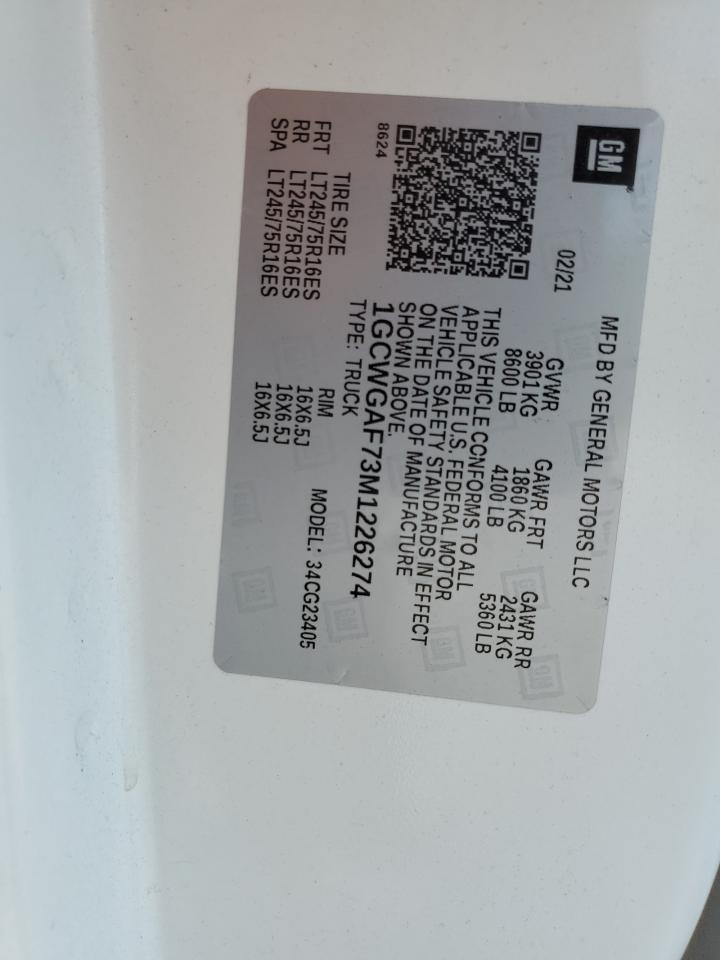 GM
MFD BY GENERAL MOTORS LLC
02/21
GVWR GAWR FRT GAWR RR
3901 KG 1860 KG 2431 KG
8600 LB 4100 LB 5360 LB
THIS VEHICLE CONFORMS TO ALL
APPLICABLE U.S. FEDERAL MOTOR
VEHICLE SAFETY STANDARDS IN EFFECT
ON THE DATE OF MANUFACTURE
SHOWN ABOVE.
8624
1GCWGAF73M1226274
TYPE: TRUCK
TIRE SIZE RIM MODEL: 34CG23405
FRT LT245/75R16ES 16X6.5J
RR LT245/75R16ES 16X6.5J
SPA LT245/75R16ES 16X6.5J